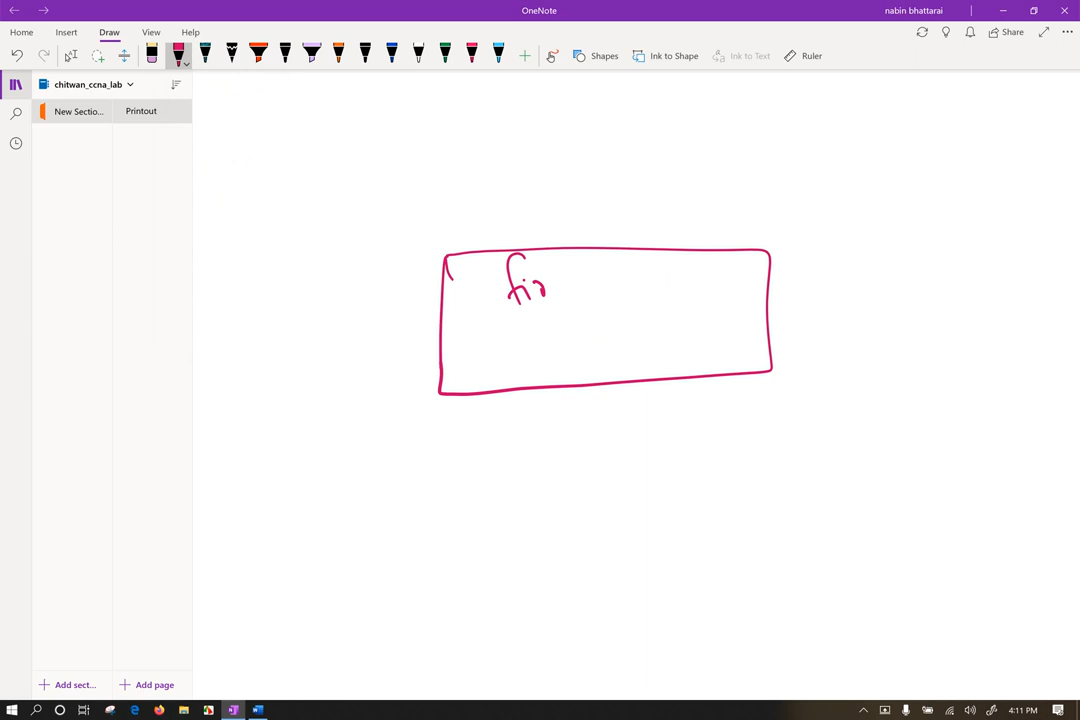 OneNote
nabin bhattarai
Home
Insert
Draw
View
Help
Share
Shapes
Ink to Shape
Ink to Text
Ruler
chitwan_ccna_lab
New Sectio...
Printout
Add sect...
Add page
4:11 PM